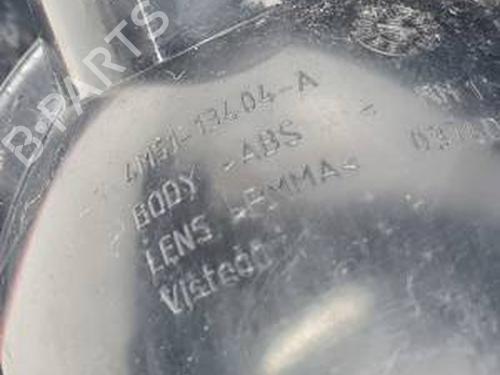 B-PARTS
4M51-13404-A
BODY >ABS<
LENS >PMMA<
Visteon